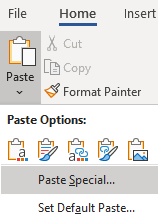 File Home Insert
Cut
Copy
Paste
Format Painter
Paste Options:
a a
Paste Special...
Set Default Paste...